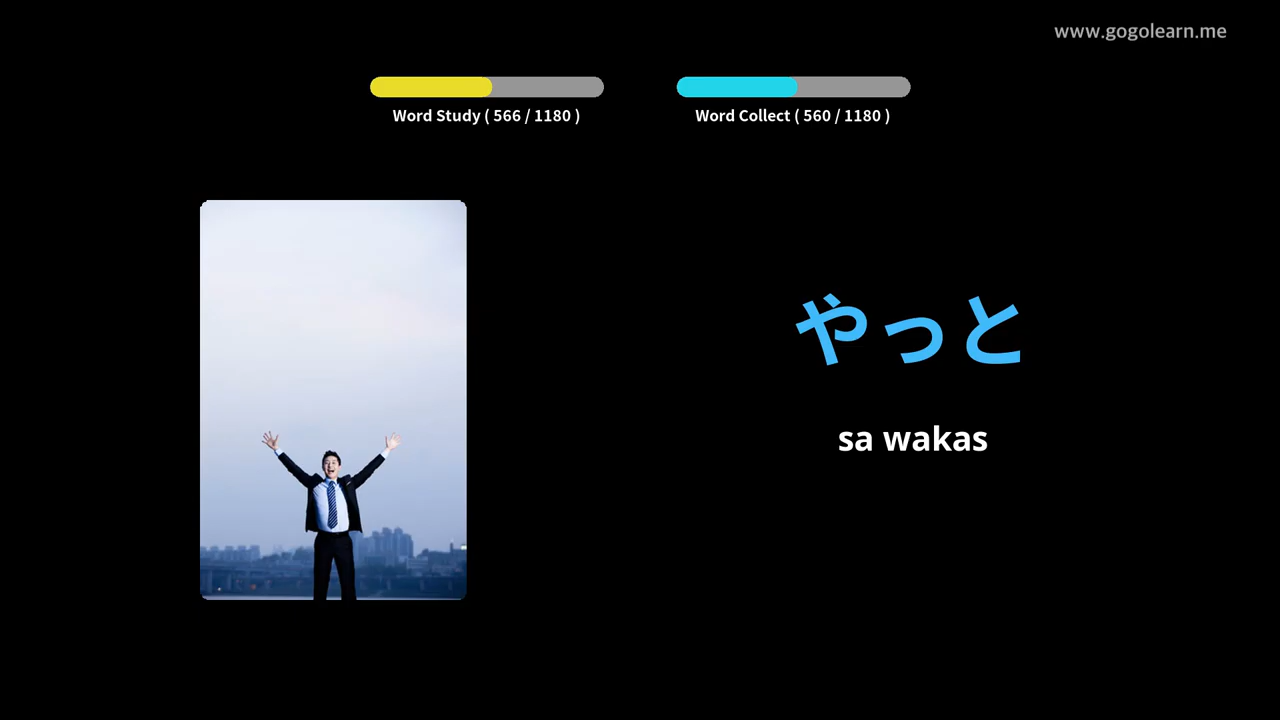 www.gogolearn.me
Word Study ( 566 / 1180 )
Word Collect ( 560 / 1180 )
やっと
sa wakas